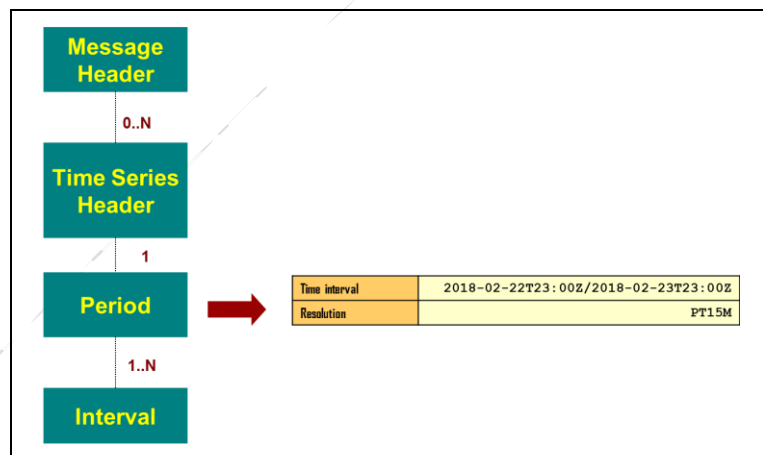 Message
Header
0..N
Time Series
Header
1
Period
Time interval 2018-02-22T23:00Z/2018-02-23T23:00Z
Resolution PT15M
1..N
Interval